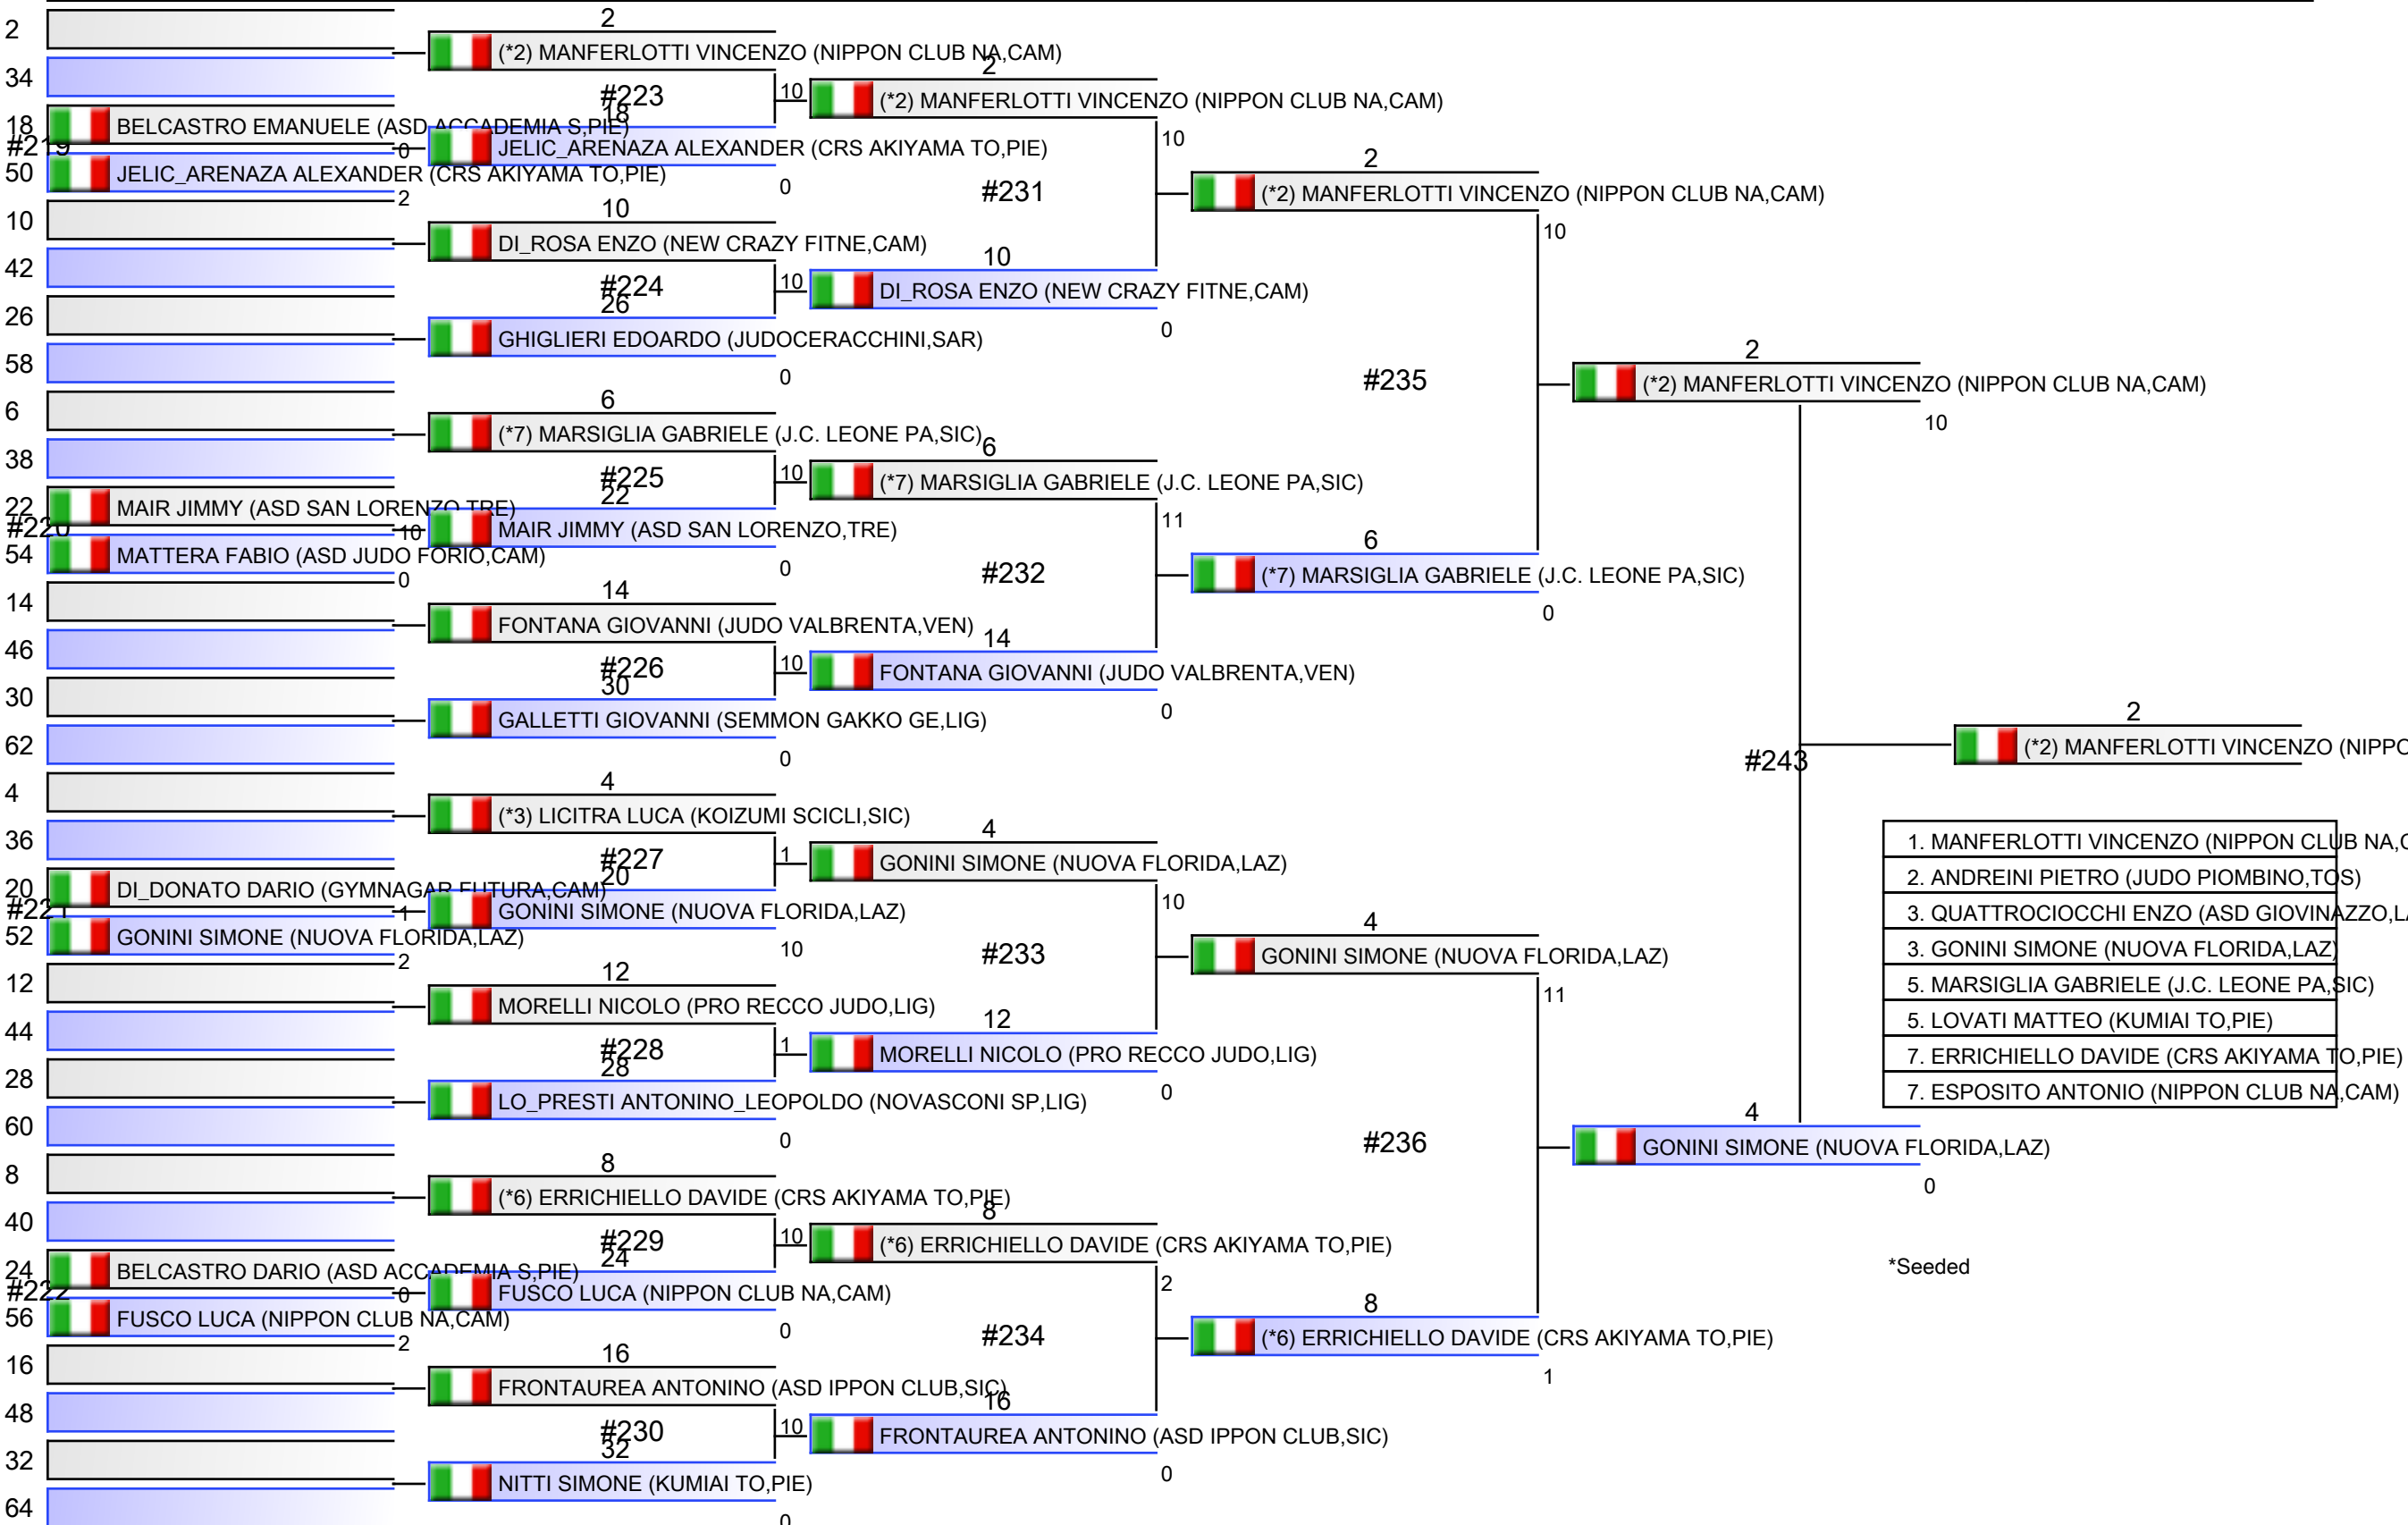 2
34
18
#219
50
10
42
26
58
6
38
22
#220
54
14
46
30
62
4
36
20
#221
52
12
44
28
60
8
40
24
#222
56
16
48
32
64
BELCASTRO EMANUELE (ASD ACCADEMIA S,PIE)
0
JELIC_ARENAZA ALEXANDER (CRS AKIYAMA TO,PIE)
2
MAIR JIMMY (ASD SAN LORENZO,TRE)
10
MATTERA FABIO (ASD JUDO FORIO,CAM)
0
DI_DONATO DARIO (GYMNAGAR FUTURA,CAM)
1
GONINI SIMONE (NUOVA FLORIDA,LAZ)
2
BELCASTRO DARIO (ASD ACCADEMIA S,PIE)
0
FUSCO LUCA (NIPPON CLUB NA,CAM)
2
2
(*2) MANFERLOTTI VINCENZO (NIPPON CLUB NA,CAM)
#223
10
18
JELIC_ARENAZA ALEXANDER (CRS AKIYAMA TO,PIE)
0
10
DI_ROSA ENZO (NEW CRAZY FITNE,CAM)
#224
10
26
GHIGLIERI EDOARDO (JUDOCERACCHINI,SAR)
0
6
(*7) MARSIGLIA GABRIELE (J.C. LEONE PA,SIC)
#225
10
22
MAIR JIMMY (ASD SAN LORENZO,TRE)
0
14
FONTANA GIOVANNI (JUDO VALBRENTA,VEN)
#226
10
30
GALLETTI GIOVANNI (SEMMON GAKKO GE,LIG)
0
4
(*3) LICITRA LUCA (KOIZUMI SCICLI,SIC)
#227
1
20
GONINI SIMONE (NUOVA FLORIDA,LAZ)
10
12
MORELLI NICOLO (PRO RECCO JUDO,LIG)
#228
1
28
LO_PRESTI ANTONINO_LEOPOLDO (NOVASCONI SP,LIG)
0
8
(*6) ERRICHIELLO DAVIDE (CRS AKIYAMA TO,PIE)
#229
10
24
FUSCO LUCA (NIPPON CLUB NA,CAM)
0
16
FRONTAUREA ANTONINO (ASD IPPON CLUB,SIC)
#230
10
32
NITTI SIMONE (KUMIAI TO,PIE)
0
2
(*2) MANFERLOTTI VINCENZO (NIPPON CLUB NA,CAM)
10
#231
10
DI_ROSA ENZO (NEW CRAZY FITNE,CAM)
0
6
(*7) MARSIGLIA GABRIELE (J.C. LEONE PA,SIC)
11
#232
14
FONTANA GIOVANNI (JUDO VALBRENTA,VEN)
0
4
GONINI SIMONE (NUOVA FLORIDA,LAZ)
10
#233
12
MORELLI NICOLO (PRO RECCO JUDO,LIG)
0
8
(*6) ERRICHIELLO DAVIDE (CRS AKIYAMA TO,PIE)
2
#234
16
FRONTAUREA ANTONINO (ASD IPPON CLUB,SIC)
0
2
(*2) MANFERLOTTI VINCENZO (NIPPON CLUB NA,CAM)
10
#235
6
(*7) MARSIGLIA GABRIELE (J.C. LEONE PA,SIC)
0
4
GONINI SIMONE (NUOVA FLORIDA,LAZ)
11
#236
8
(*6) ERRICHIELLO DAVIDE (CRS AKIYAMA TO,PIE)
1
2
(*2) MANFERLOTTI VINCENZO (NIPPON CLUB NA,CAM)
10
#243
4
GONINI SIMONE (NUOVA FLORIDA,LAZ)
0
2
(*2) MANFERLOTTI VINCENZO (NIPPO
1. MANFERLOTTI VINCENZO (NIPPON CLUB NA,C
2. ANDREINI PIETRO (JUDO PIOMBINO,TOS)
3. QUATTROCIOCCHI ENZO (ASD GIOVINAZZO,LA
3. GONINI SIMONE (NUOVA FLORIDA,LAZ)
5. MARSIGLIA GABRIELE (J.C. LEONE PA,SIC)
5. LOVATI MATTEO (KUMIAI TO,PIE)
7. ERRICHIELLO DAVIDE (CRS AKIYAMA TO,PIE)
7. ESPOSITO ANTONIO (NIPPON CLUB NA,CAM)
*Seeded